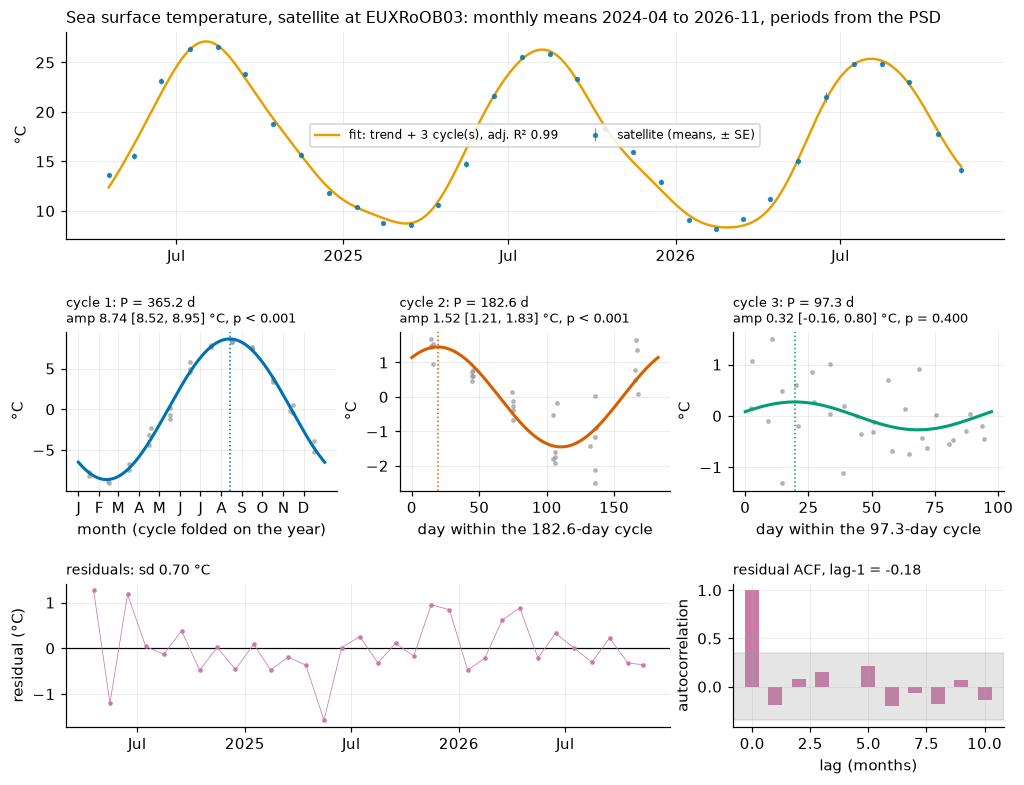 Sea surface temperature, satellite at EUXRoOB03: monthly means 2024-04 to 2026-11, periods from the PSD
°C
25
20
15
10
fit: trend + 3 cycle(s), adj. R² 0.99
satellite (means, ± SE)
Jul
2025
Jul
2026
Jul
cycle 1: P = 365.2 d
amp 8.74 [8.52, 8.95] °C, p < 0.001
°C
5
0
−5
J F M A M J J A S O N D
month (cycle folded on the year)
cycle 2: P = 182.6 d
amp 1.52 [1.21, 1.83] °C, p < 0.001
°C
1
0
−1
−2
0 50 100 150
day within the 182.6-day cycle
cycle 3: P = 97.3 d
amp 0.32 [-0.16, 0.80] °C, p = 0.400
°C
1
0
−1
0 25 50 75 100
day within the 97.3-day cycle
residuals: sd 0.70 °C
residual (°C)
1
0
−1
Jul
2025
Jul
2026
Jul
residual ACF, lag-1 = -0.18
autocorrelation
1.0
0.5
0.0
0.0 2.5 5.0 7.5 10.0
lag (months)